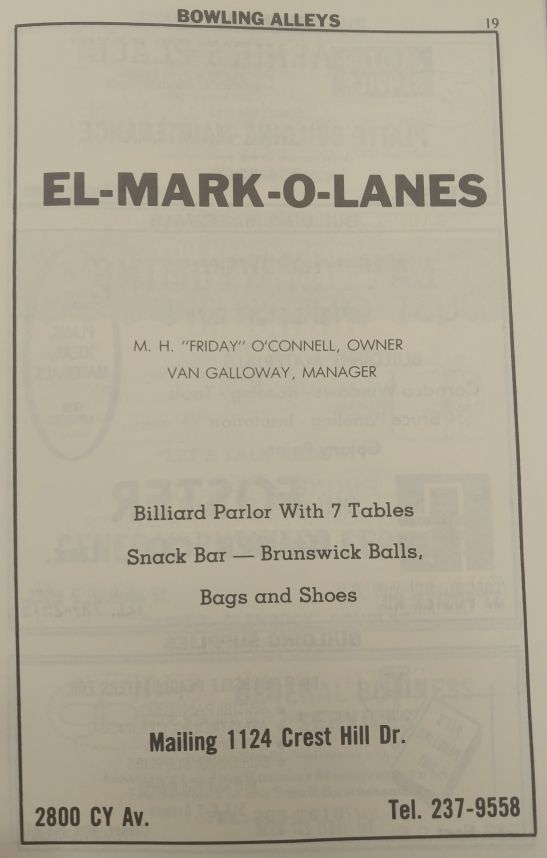 BOWLING ALLEYS
19
EL-MARK-O-LANES
M. H. "FRIDAY" O'CONNELL, OWNER
VAN GALLOWAY, MANAGER
Billiard Parlor With 7 Tables
Snack Bar — Brunswick Balls,
Bags and Shoes
Mailing 1124 Crest Hill Dr.
2800 CY Av.
Tel. 237-9558